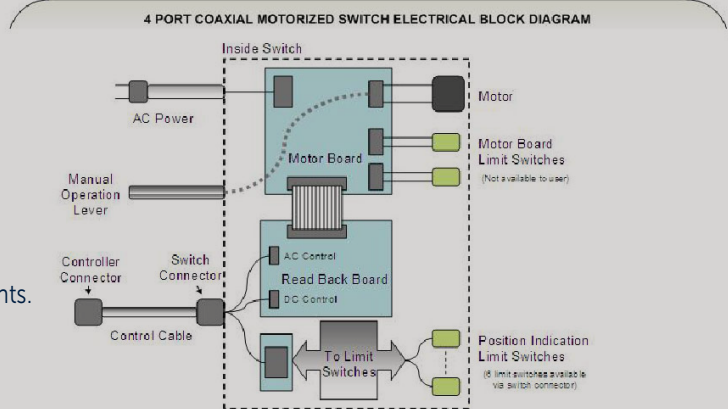 4 PORT COAXIAL MOTORIZED SWITCH ELECTRICAL BLOCK DIAGRAM
Inside Switch
AC Power
Motor
Motor Board
Motor Board
Limit Switches
(Not available to user)
Manual
Operation
Lever
Controller
Connector
Switch
Connector
AC Control
Read Back Board
DC Control
nts.
Control Cable
To Limit
Switches
Position Indication
Limit Switches
(6 limit switches available
via switch connector)